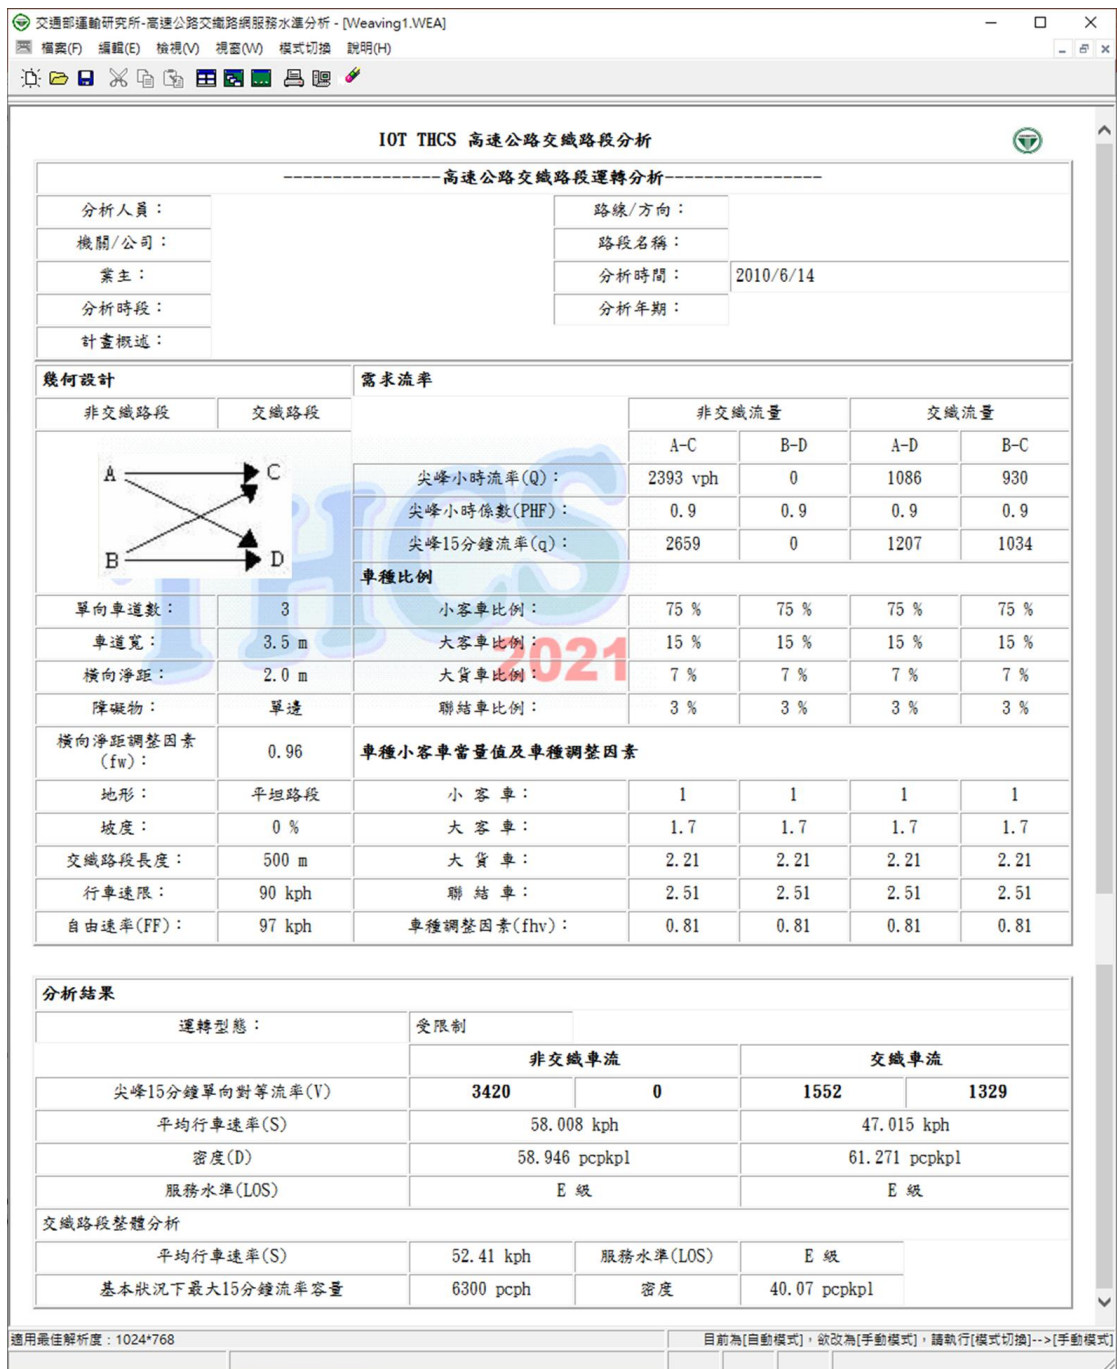 交通部運輸研究所-高速公路交織路網服務水準分析 - [Weaving1.WEA]
檔案(F) 編輯(E) 檢視(V) 視窗(W) 模式切換 說明(H)
IOT THCS 高速公路交織路段分析
----------------高速公路交織路段運轉分析----------------
分析人員： 路線/方向：
機關/公司： 路段名稱：
業主： 分析時間： 2010/6/14
分析時段： 分析年期：
計畫概述：
幾何設計 需求流率
非交織路段 交織路段 非交織流量 交織流量
A-C B-D A-D B-C
A C
B D
尖峰小時流率(Q)： 2393 vph 0 1086 930
尖峰小時係數(PHF)： 0.9 0.9 0.9 0.9
尖峰15分鐘流率(q)： 2659 0 1207 1034
車種比例
單向車道數： 3 小客車比例： 75 % 75 % 75 % 75 %
車道寬： 3.5 m 大客車比例： 15 % 15 % 15 % 15 %
橫向淨距： 2.0 m 大貨車比例： 7 % 7 % 7 % 7 %
障礙物： 單邊 聯結車比例： 3 % 3 % 3 % 3 %
THCS
2021
橫向淨距調整因素(fw)： 0.96 車種小客車當量值及車種調整因素
地形： 平坦路段 小 客 車： 1 1 1 1
坡度： 0 % 大 客 車： 1.7 1.7 1.7 1.7
交織路段長度： 500 m 大 貨 車： 2.21 2.21 2.21 2.21
行車速限： 90 kph 聯 結 車： 2.51 2.51 2.51 2.51
自由速率(FF)： 97 kph 車種調整因素(fhv)： 0.81 0.81 0.81 0.81
分析結果
運轉型態： 受限制
非交織車流 交織車流
尖峰15分鐘單向對等流率(V) 3420 0 1552 1329
平均行車速率(S) 58.008 kph 47.015 kph
密度(D) 58.946 pcpkpl 61.271 pcpkpl
服務水準(LOS) E 級 E 級
交織路段整體分析
平均行車速率(S) 52.41 kph 服務水準(LOS) E 級
基本狀況下最大15分鐘流率容量 6300 pcph 密度 40.07 pcpkpl
適用最佳解析度：1024*768 目前為[自動模式]，欲改為[手動模式]，請執行[模式切換]-->[手動模式]